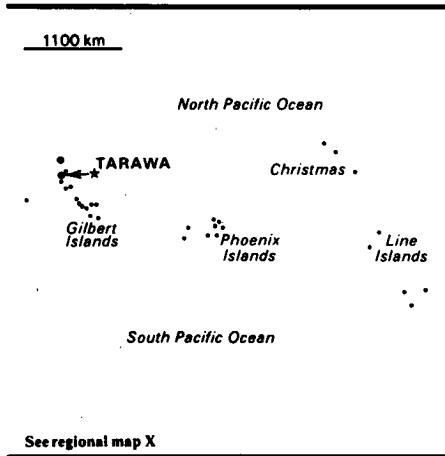 1100 km
North Pacific Ocean
TARAWA
Christmas
Gilbert
Islands
Phoenix
Islands
Line
Islands
South Pacific Ocean
See regional map X